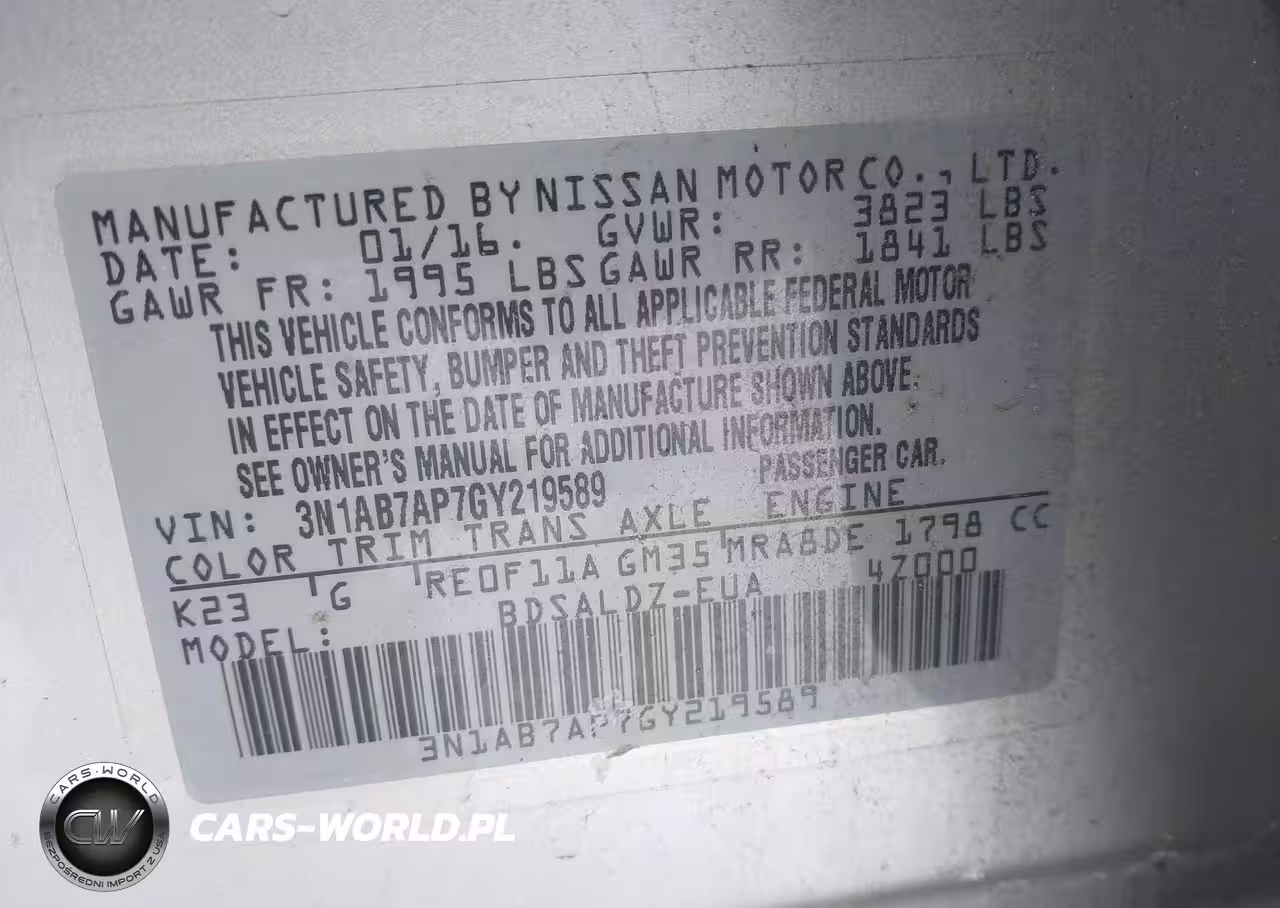 MANUFACTURED BY NISSAN MOTOR CO., LTD.
DATE: 01/16. GVWR: 3823 LBS
GAWR FR: 1995 LBS GAWR RR: 1841 LBS
THIS VEHICLE CONFORMS TO ALL APPLICABLE FEDERAL MOTOR
VEHICLE SAFETY, BUMPER AND THEFT PREVENTION STANDARDS
IN EFFECT ON THE DATE OF MANUFACTURE SHOWN ABOVE.
SEE OWNER'S MANUAL FOR ADDITIONAL INFORMATION.
VIN: 3N1AB7AP7GY219589 PASSENGER CAR.
COLOR TRIM TRANS AXLE ENGINE
K23 G RE0F11A GM35 MRA8DE 1798 CC
MODEL: BDSALDZ-EUA 47000
3N1AB7AP7GY219589
CARS-WORLD
CW
BEZPOŚREDNI IMPORT Z USA
CARS-WORLD.PL